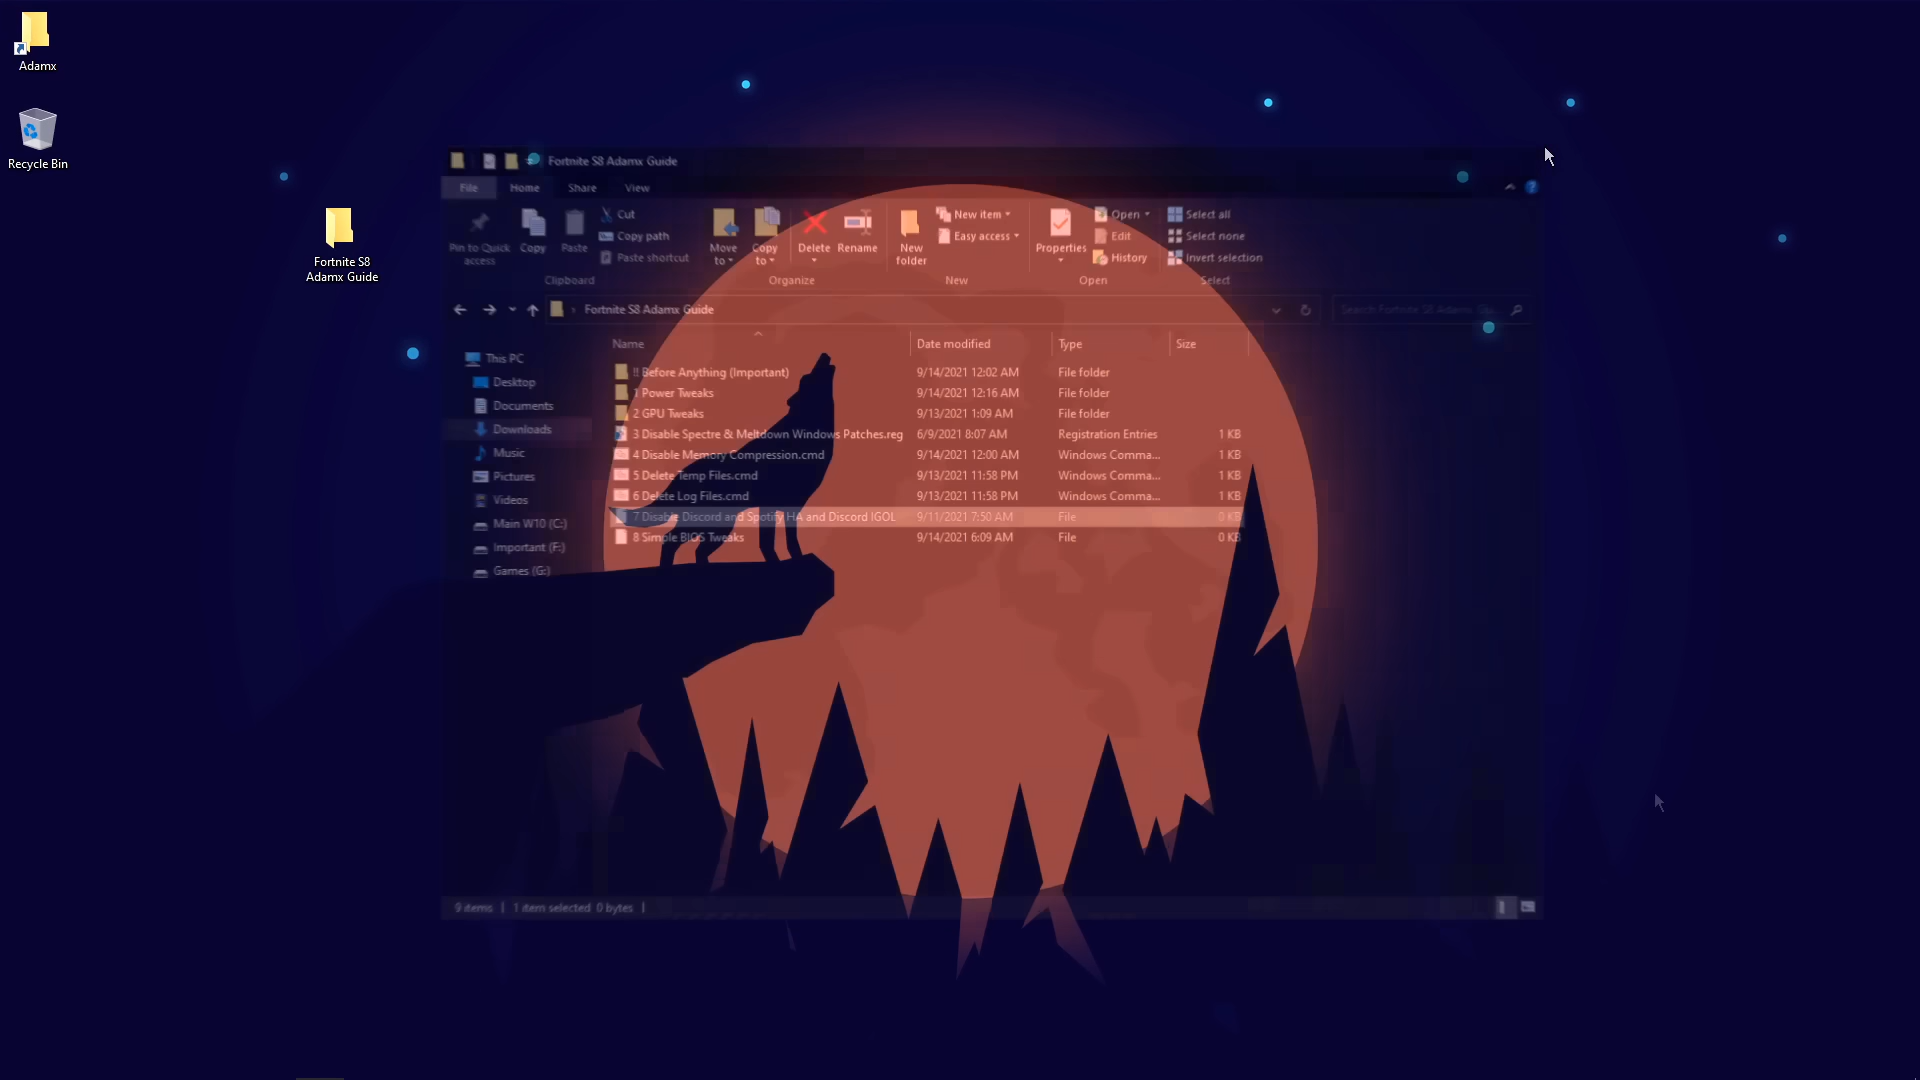 Adamx
Recycle Bin
Fortnite S8
Adamx Guide
Fortnite S8 Adamx Guide
File Home Share View
Pin to Quick
access
Copy
Paste
Cut
Copy path
Paste shortcut
Clipboard
Move
to
Copy
to
Delete
Rename
Organize
New
folder
New item
Easy access
New
Properties
Open
Edit
History
Open
Select all
Select none
Invert selection
Select
Fortnite S8 Adamx Guide
Search Fortnite S8 Adamx
This PC
Desktop
Documents
Downloads
Music
Pictures
Videos
Main W10 (C:)
Important (F:)
Games (G:)
Name Date modified Type Size
!! Before Anything (Important) 9/14/2021 12:02 AM File folder
1 Power Tweaks 9/14/2021 12:16 AM File folder
2 GPU Tweaks 9/13/2021 1:09 AM File folder
3 Disable Spectre & Meltdown Windows Patches.reg 6/9/2021 8:07 AM Registration Entries 1 KB
4 Disable Memory Compression.cmd 9/14/2021 12:00 AM Windows Comma... 1 KB
5 Delete Temp Files.cmd 9/13/2021 11:58 PM Windows Comma... 1 KB
6 Delete Log Files.cmd 9/13/2021 11:58 PM Windows Comma... 1 KB
7 Disable Discord and Spotify HA and Discord IGOL 9/11/2021 7:50 AM File 0 KB
8 Simple BIOS Tweaks 9/14/2021 6:09 AM File 0 KB
9 items | 1 item selected 0 bytes |